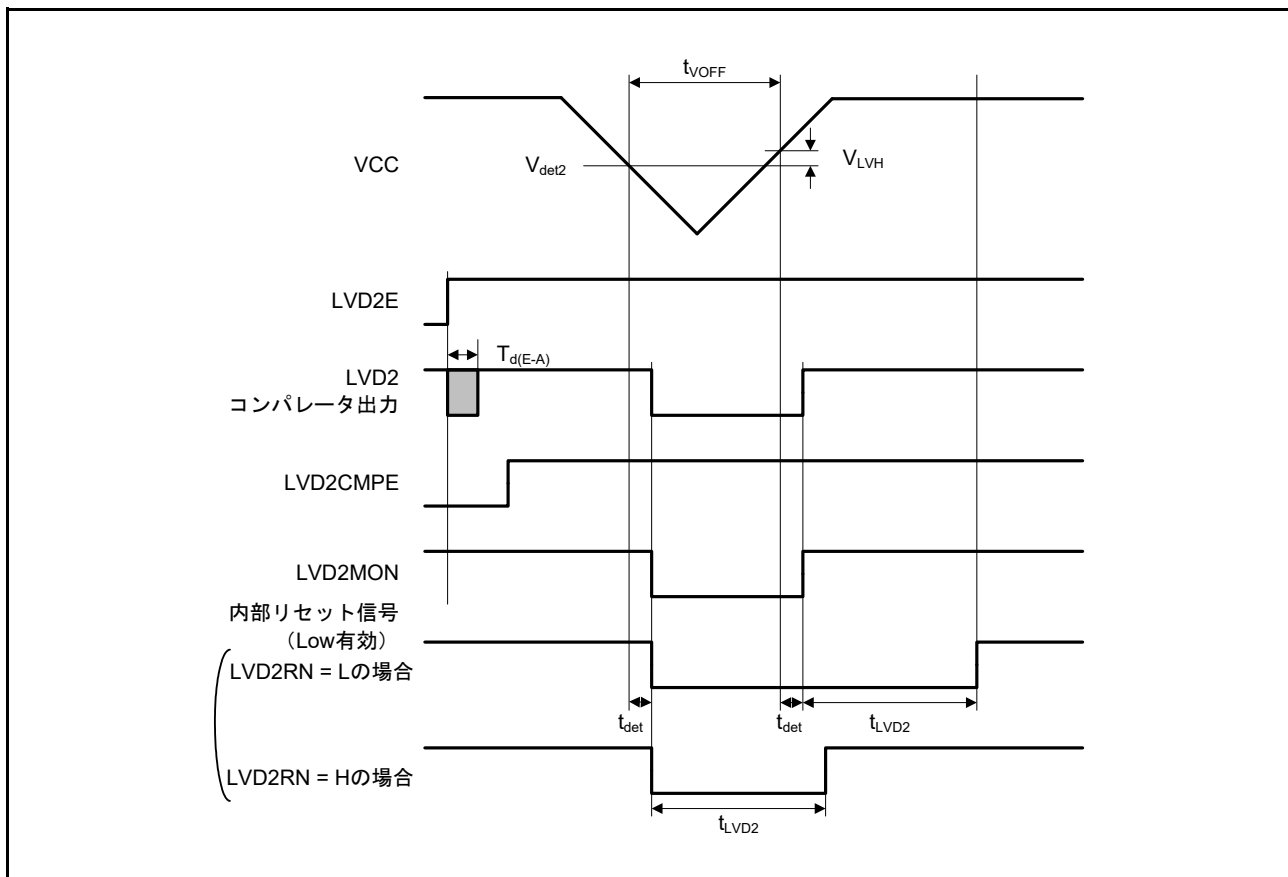 tVOFF
VCC
Vdet2
VLVH
LVD2E
Td(E-A)
LVD2
コンパレータ出力
LVD2CMPE
LVD2MON
内部リセット信号
（Low有効）
LVD2RN = Lの場合
tdet
tdet
tLVD2
LVD2RN = Hの場合
tLVD2